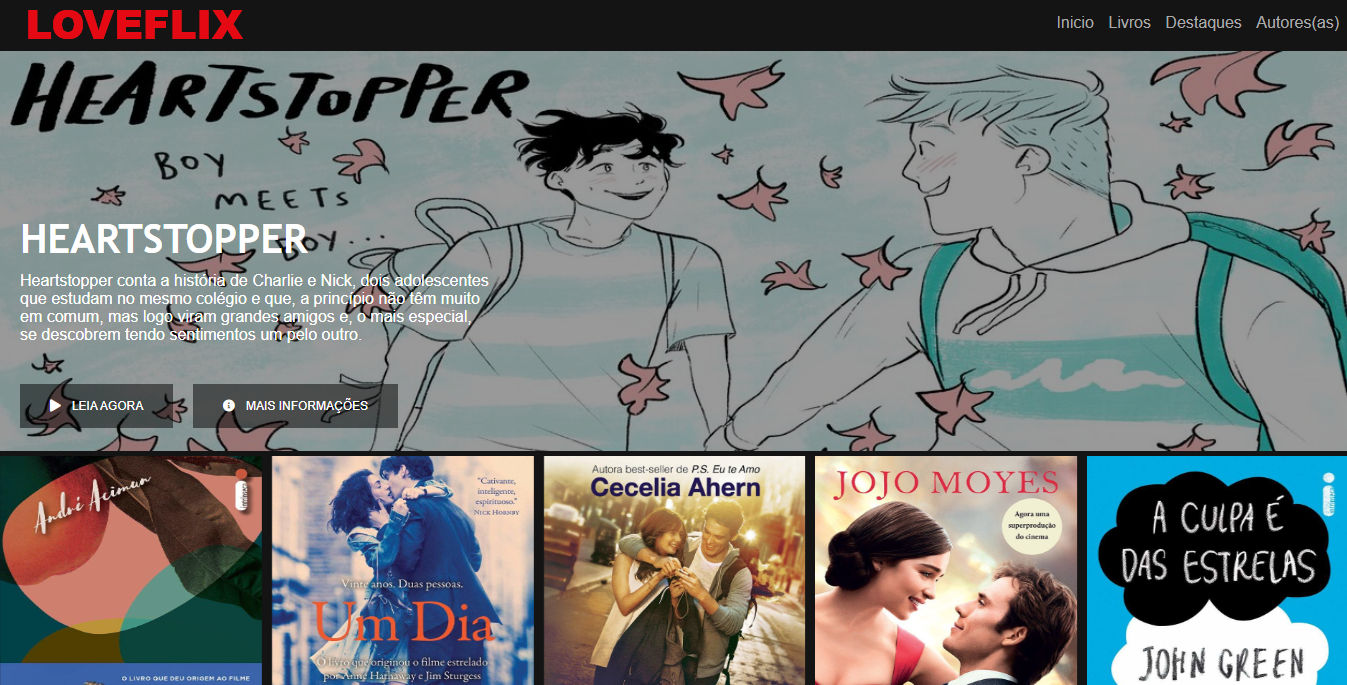 LOVEFLIX
Inicio Livros Destaques Autores(as)
HEARTSTOPPER
BOY
MEETS
BOY...
HEARTSTOPPER
Heartstopper conta a história de Charlie e Nick, dois adolescentes
que estudam no mesmo colégio e que, a princípio não têm muito
em comum, mas logo viram grandes amigos e, o mais especial,
se descobrem tendo sentimentos um pelo outro.
LEIA AGORA
MAIS INFORMAÇÕES
André Aciman
O LIVRO QUE DEU ORIGEM AO FILME
"Cativante,
inteligente,
espirituoso."
NICK HORNBY
Vinte anos. Duas pessoas.
Um Dia
O livro que originou o filme estrelado
por Anne Hathaway e Jim Sturgess
Autora best-seller de P.S. Eu te Amo
Cecelia Ahern
JOJO MOYES
Agora uma
superprodução
do cinema
A CULPA É
DAS ESTRELAS
JOHN GREEN